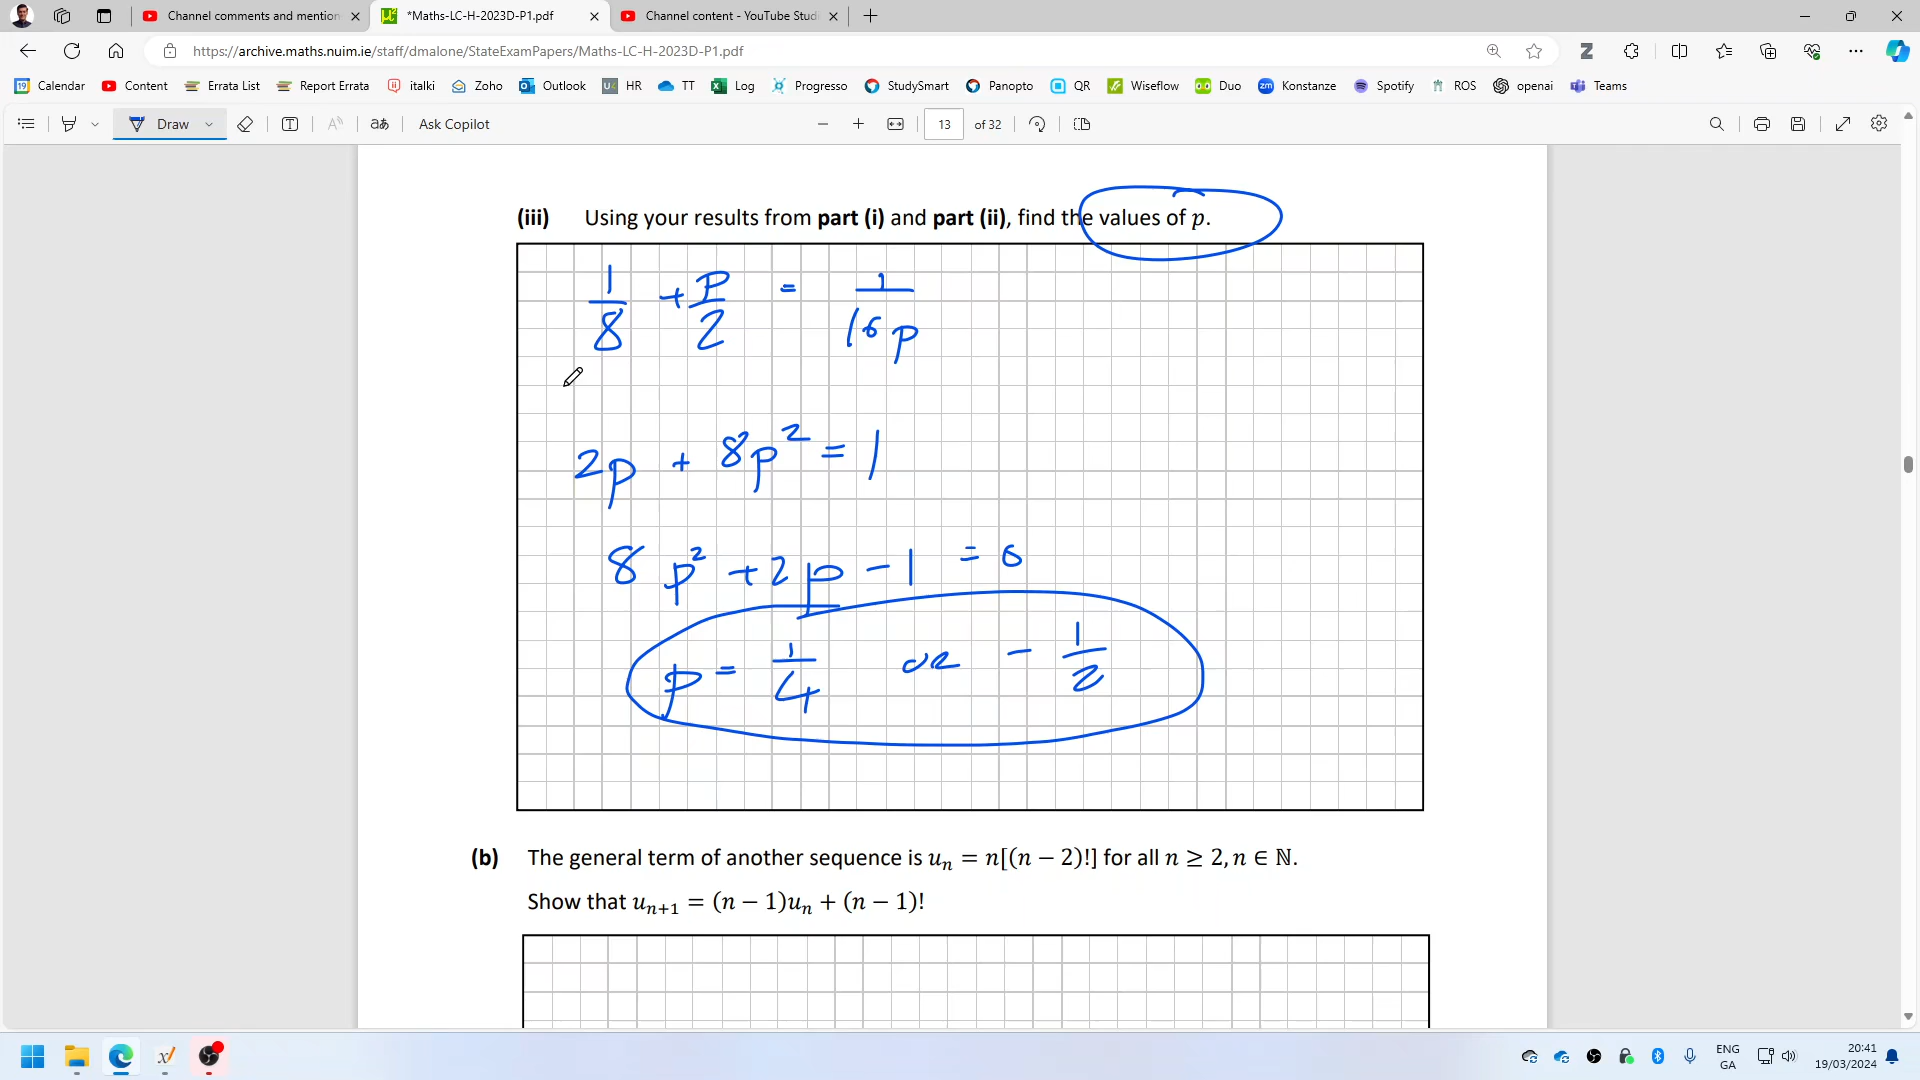 Channel comments and mention
*Maths-LC-H-2023D-P1.pdf
Channel content - YouTube Studi
https://archive.maths.nuim.ie/staff/dmalone/StateExamPapers/Maths-LC-H-2023D-P1.pdf
19 Calendar Content Errata List Report Errata italki Zoho Outlook HR TT Log Progresso StudySmart Panopto QR Wiseflow Duo zm Konstanze Spotify ROS openai Teams
Draw Ask Copilot 13 of 32
(iii) Using your results from part (i) and part (ii), find the values of p.
1/8 + P/2 = 1/16p
2p + 8p² = 1
8 p² + 2p - 1 = 0
p = 1/4 or - 1/2
(b) The general term of another sequence is uₙ = n[(n − 2)!] for all n ≥ 2, n ∈ ℕ.
Show that uₙ₊₁ = (n − 1)uₙ + (n − 1)!
ENG
GA
20:41
19/03/2024